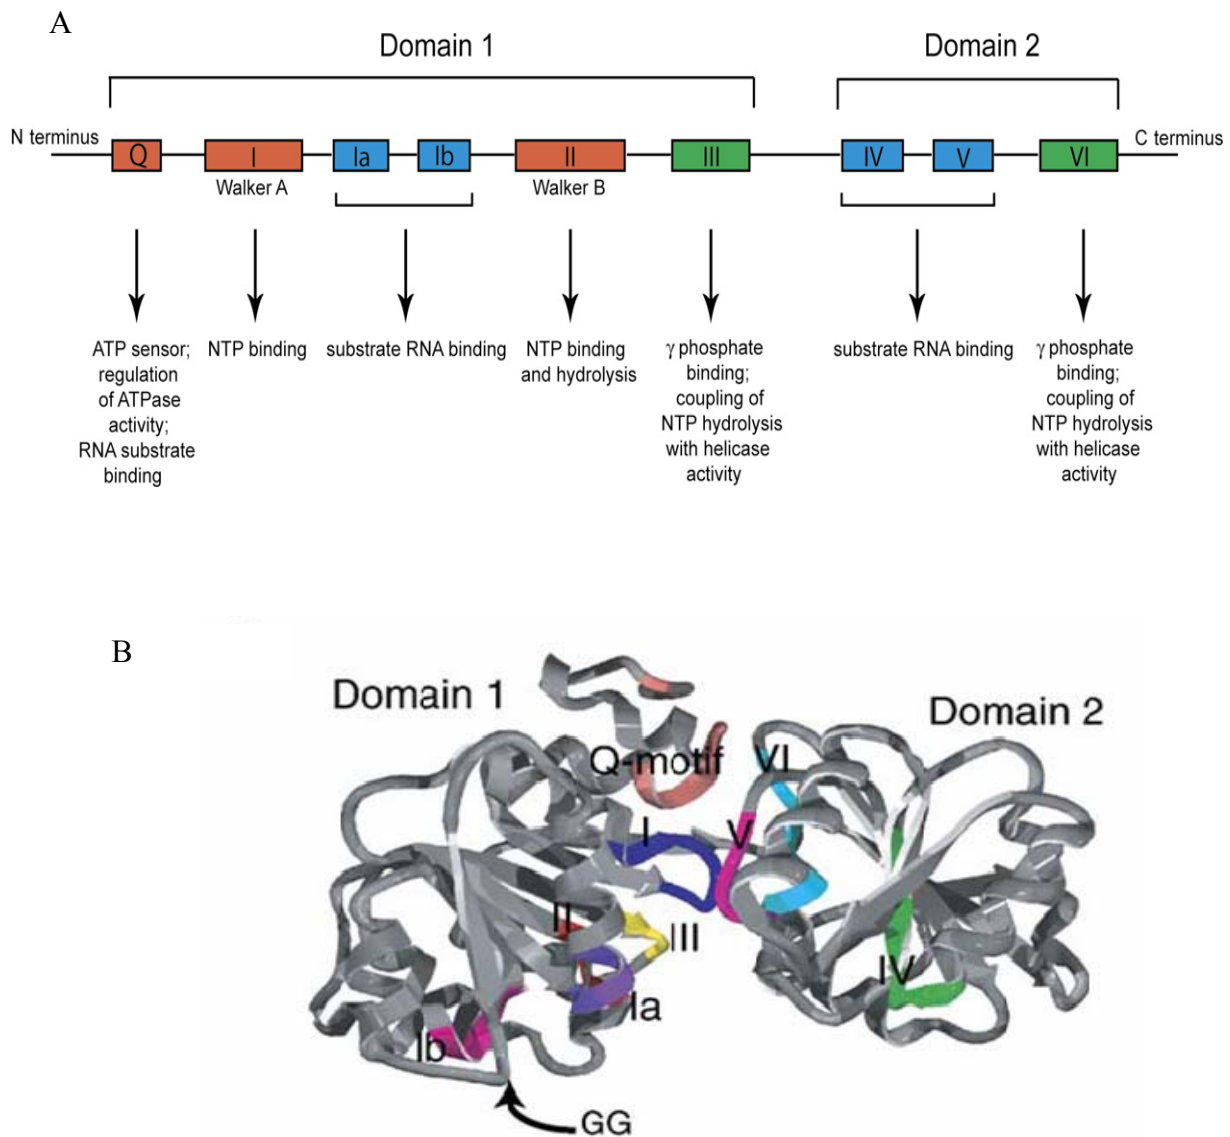 A
Domain 1
Domain 2
N terminus
Q
I
Ia
Ib
II
III
IV
V
VI
C terminus
Walker A
Walker B
ATP sensor;
regulation
of ATPase
activity;
RNA substrate
binding
NTP binding
substrate RNA binding
NTP binding
and hydrolysis
γ phosphate
binding;
coupling of
NTP hydrolysis
with helicase
activity
substrate RNA binding
γ phosphate
binding;
coupling of
NTP hydrolysis
with helicase
activity
B
Domain 1
Domain 2
Q-motif
VI
I
V
II
III
IV
Ia
Ib
GG